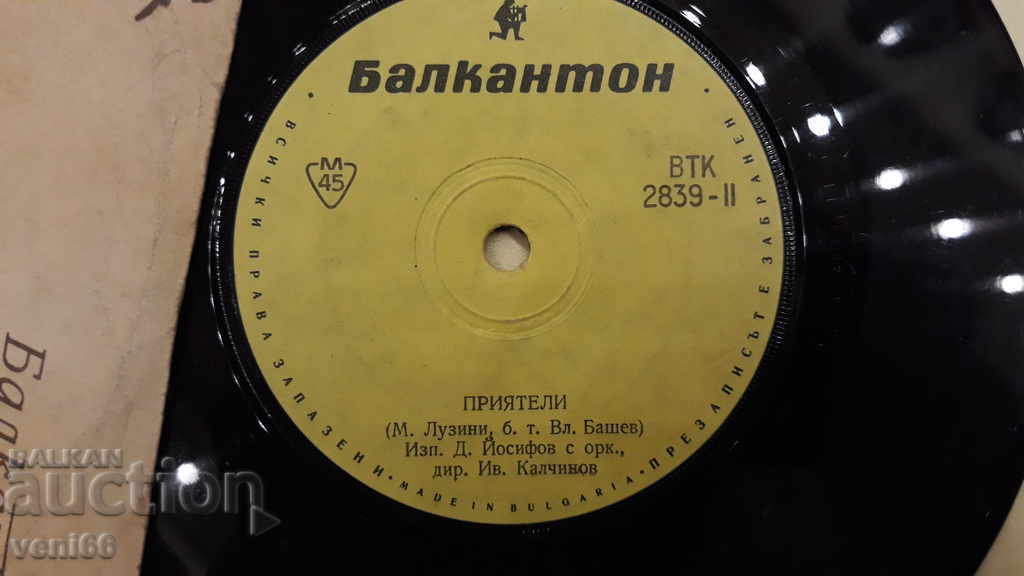 Балкантон
М
45
ВТК
2839-II
ПРИЯТЕЛИ
(М. Лузини, б. т. Вл. Башев)
Изп. Д. Йосифов с орк.,
дир. Ив. Калчинов
• ВСИЧКИ ПРАВА ЗАПАЗЕНИ • MADE IN BULGARIA • ПРЕЗАПИСЪТ Е ЗАБРАНЕН •
BALKAN
auction
veni66